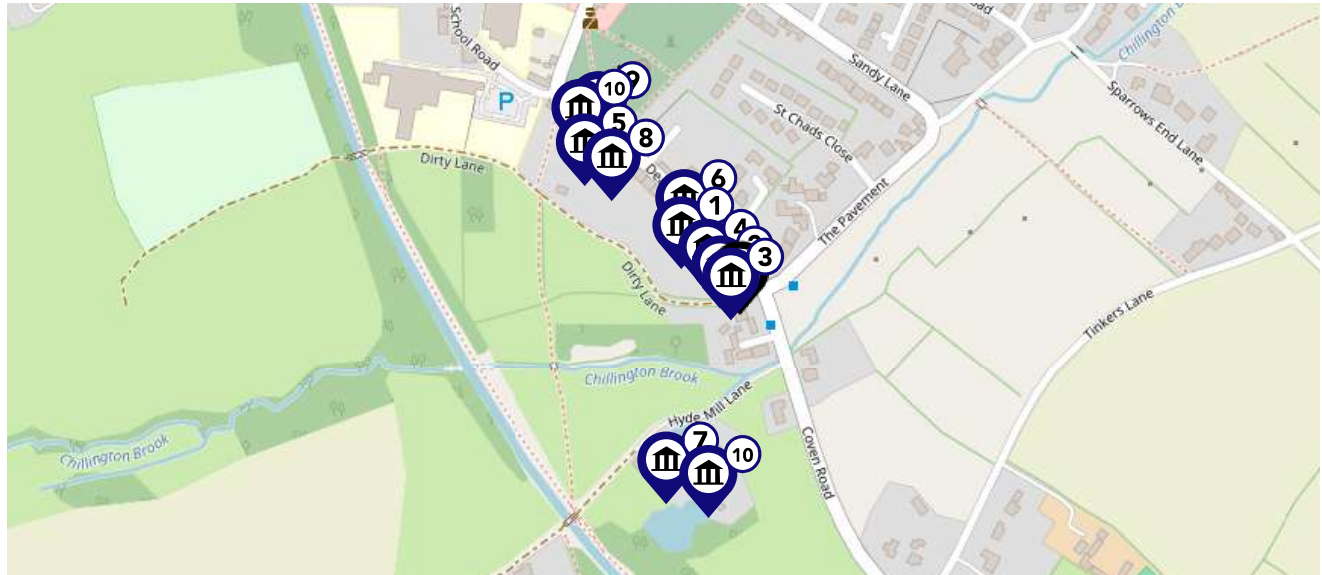 School Road
P
Sandy Lane
Chillington
Sparrows End Lane
St Chads Close
Dirty Lane
9
10
5
8
6
1
4
3
The Pavement
Dirty Lane
Tinkers Lane
Chillington Brook
Hyde Mill Lane
Chillington Brook
Coven Road
7
10